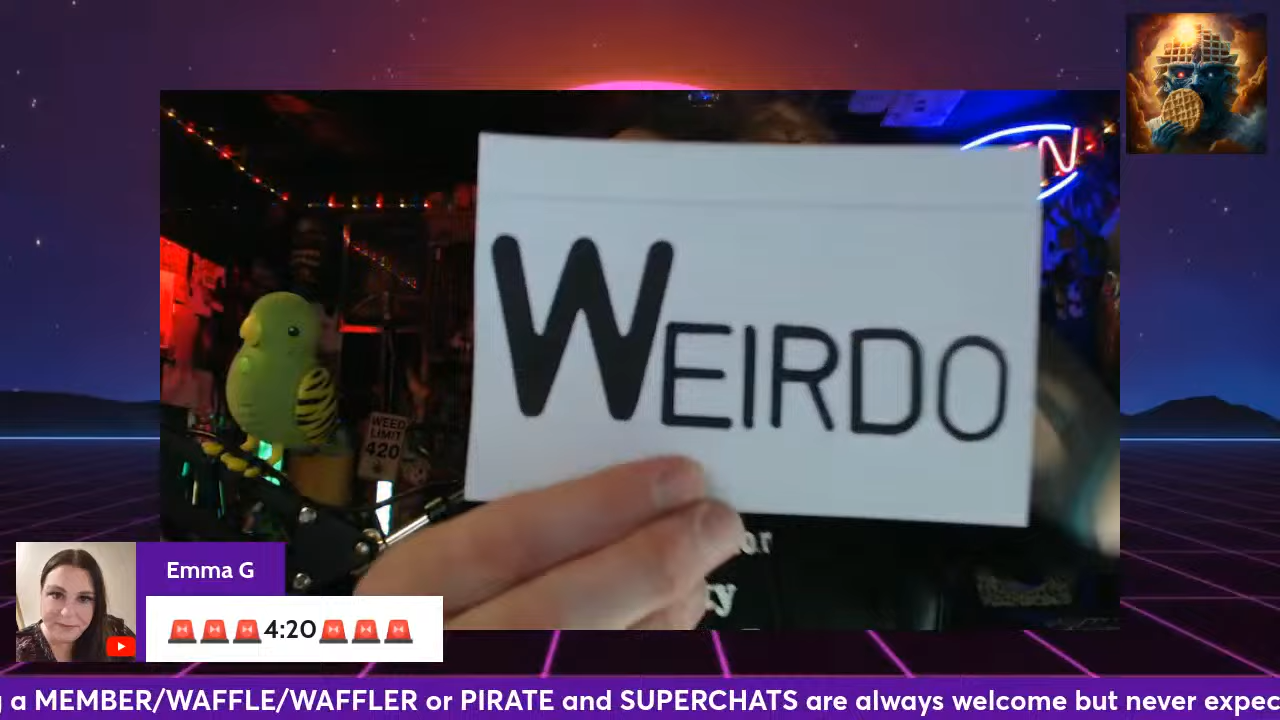 WEIRDO
WEED
LIMIT
420
Emma G
🚨🚨🚨4:20🚨🚨🚨
a MEMBER/WAFFLE/WAFFLER or PIRATE and SUPERCHATS are always welcome but never expec